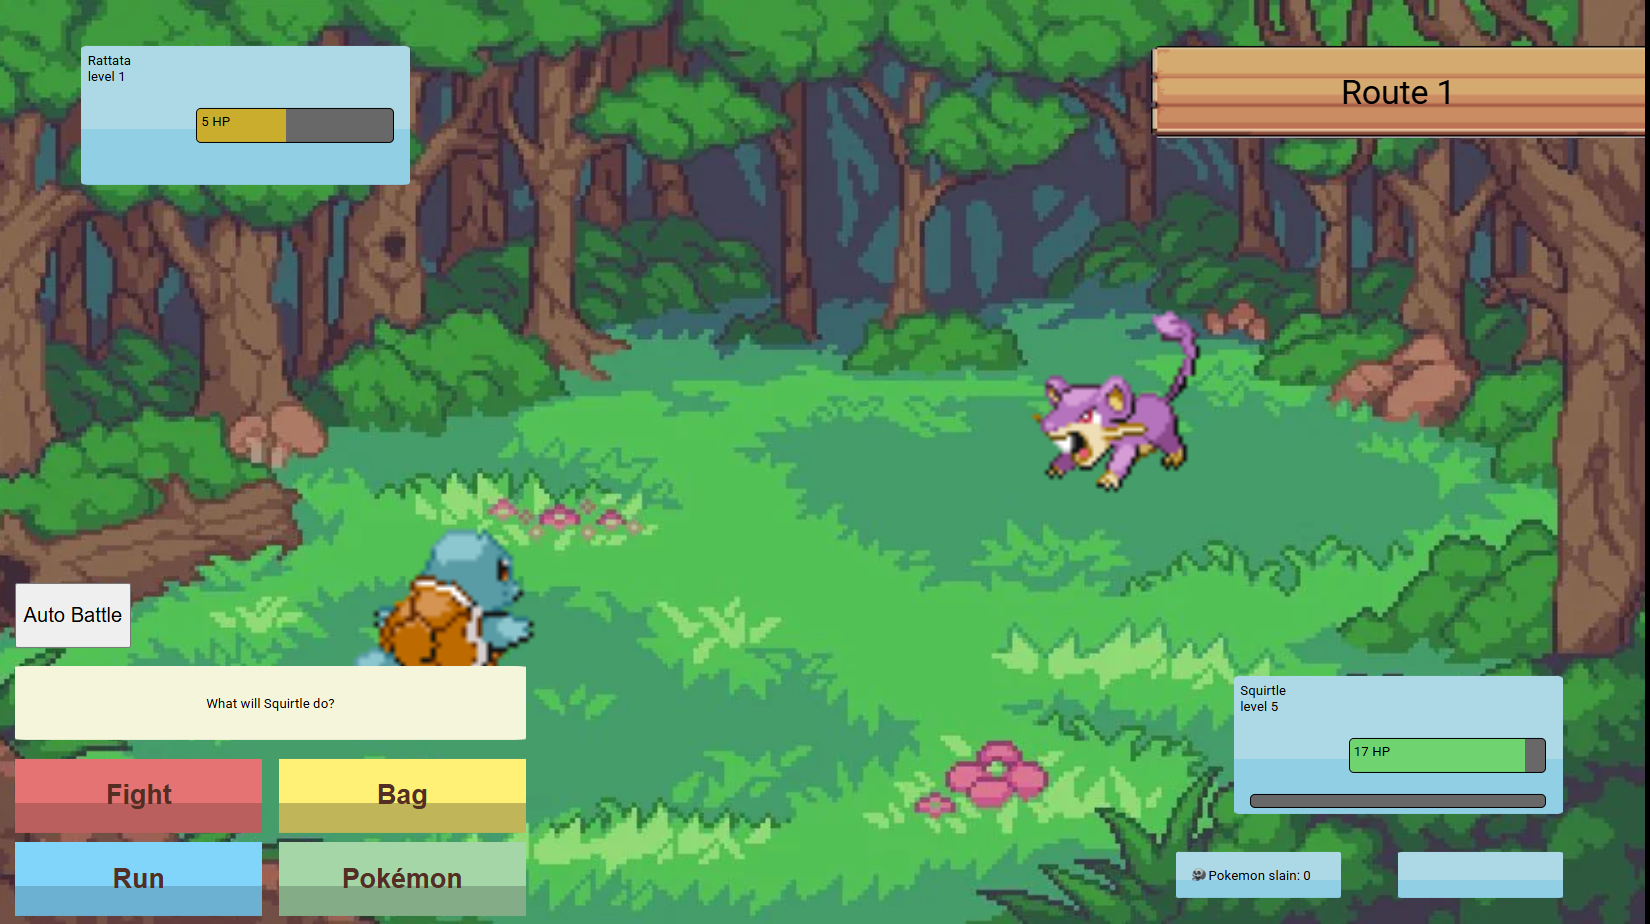 Rattata
level 1
5 HP
Route 1
Auto Battle
What will Squirtle do?
Fight
Bag
Run
Pokémon
Squirtle
level 5
17 HP
Pokemon slain: 0